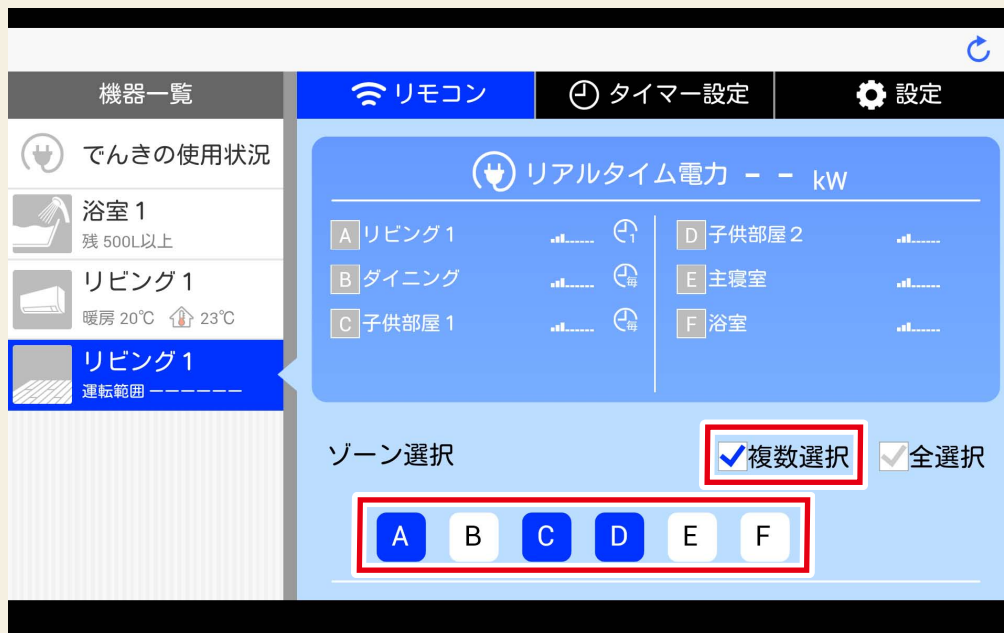 機器一覧
リモコン
タイマー設定
設定
でんきの使用状況
浴室1
残 500L以上
リビング1
暖房 20℃ 23℃
リビング1
運転範囲 ーーーーーー
リアルタイム電力 － － kW
A リビング1 1
B ダイニング 毎
C 子供部屋1 毎
D 子供部屋2
E 主寝室
F 浴室
ゾーン選択
複数選択
全選択
A B C D E F